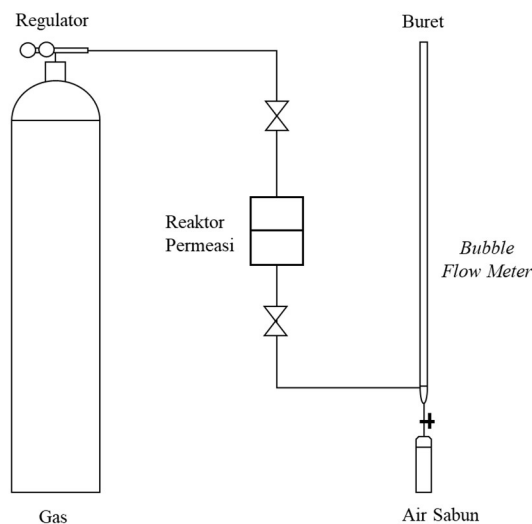 Regulator
Buret
Reaktor
Permeasi
Bubble
Flow Meter
Gas
Air Sabun